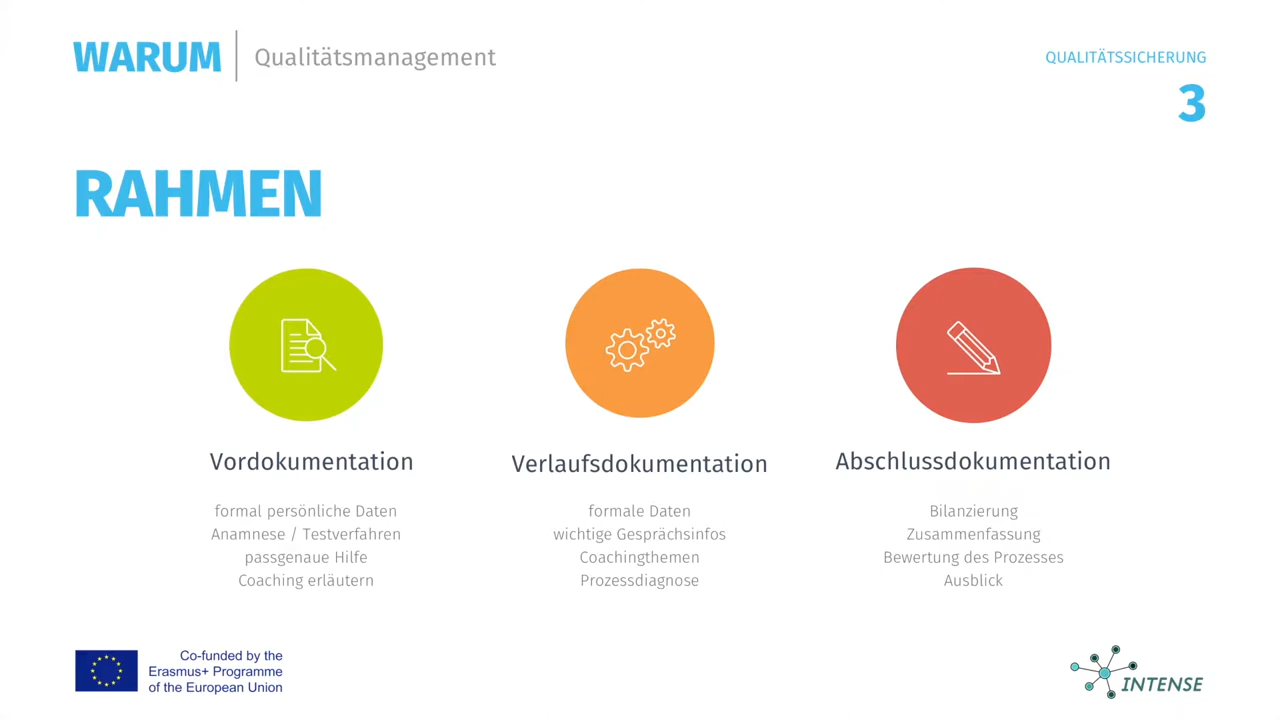 WARUM
Qualitätsmanagement
QUALITÄTSSICHERUNG
3
RAHMEN
Vordokumentation
formal persönliche Daten
Anamnese / Testverfahren
passgenaue Hilfe
Coaching erläutern
Verlaufsdokumentation
formale Daten
wichtige Gesprächsinfos
Coachingthemen
Prozessdiagnose
Abschlussdokumentation
Bilanzierung
Zusammenfassung
Bewertung des Prozesses
Ausblick
Co-funded by the
Erasmus+ Programme
of the European Union
INTENSE